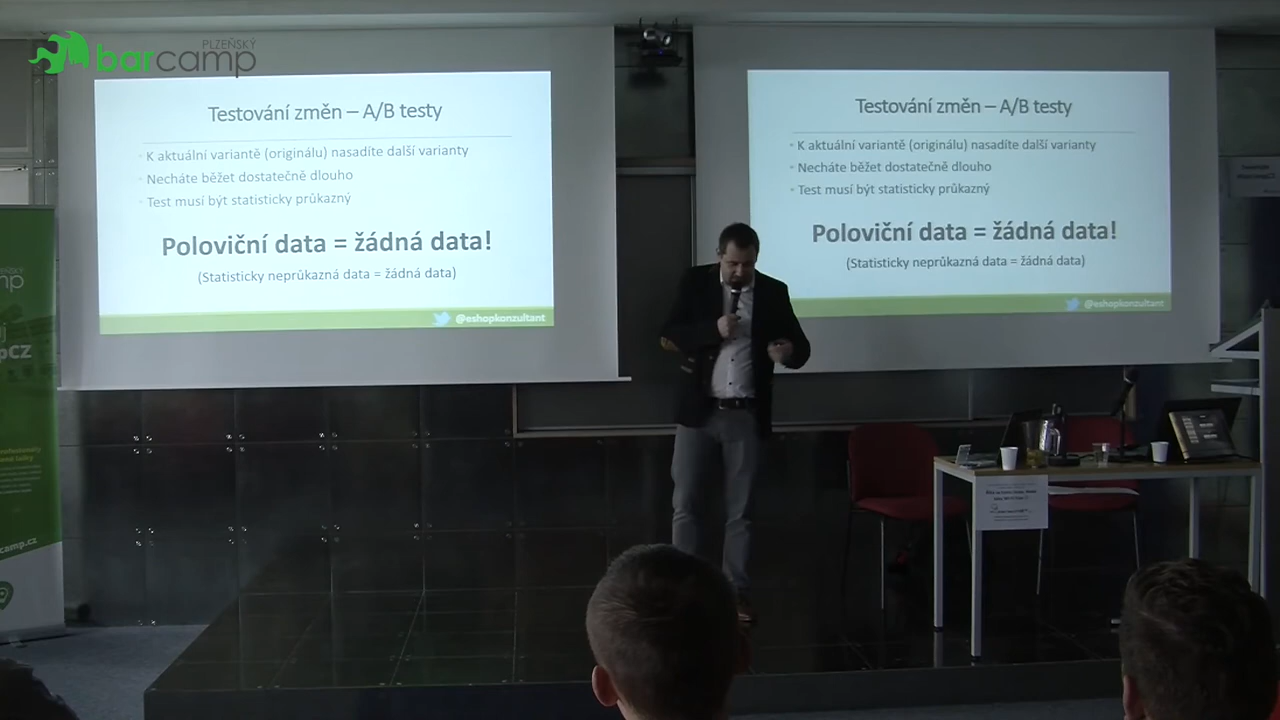 PLZEŇSKÝ
barcamp
Testování změn – A/B testy
K aktuální variantě (originálu) nasadíte další varianty
Necháte běžet dostatečně dlouho
Test musí být statisticky průkazný
Poloviční data = žádná data!
(Statisticky neprůkazná data = žádná data)
@eshopkonzultant
Testování změn – A/B testy
K aktuální variantě (originálu) nasadíte další varianty
Necháte běžet dostatečně dlouho
Test musí být statisticky průkazný
Poloviční data = žádná data!
(Statisticky neprůkazná data = žádná data)
@eshopkonzultant